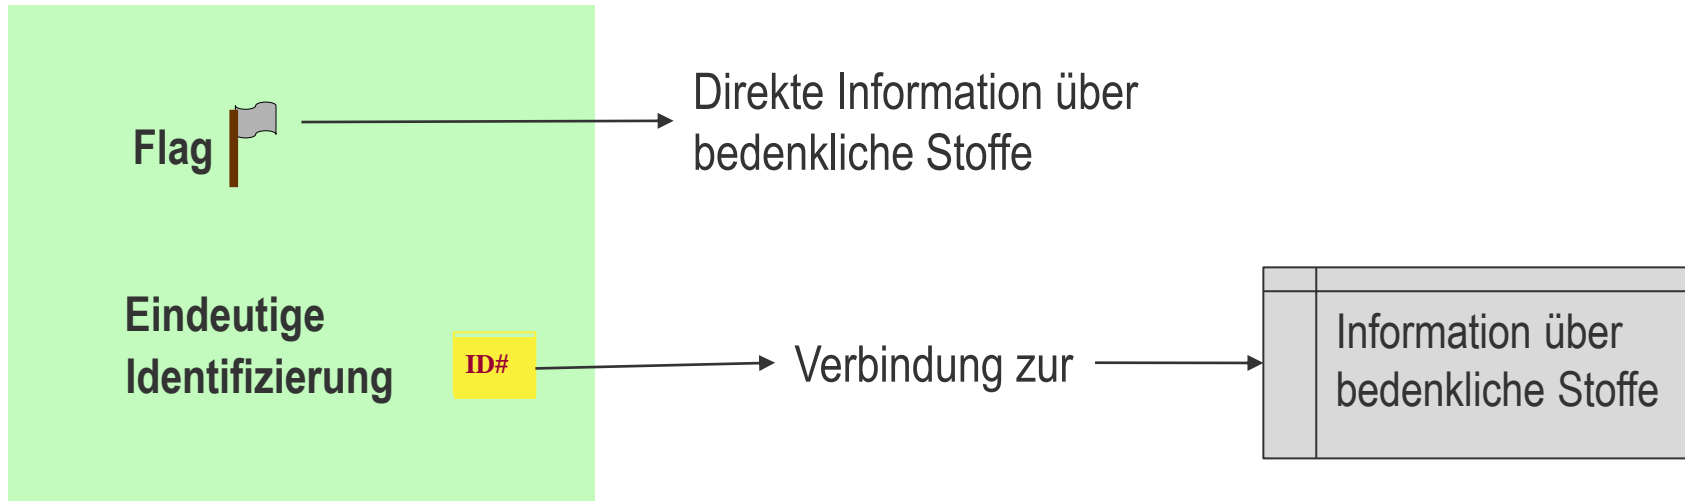 Flag
Direkte Information über
bedenkliche Stoffe
Eindeutige
Identifizierung
ID#
Verbindung zur
Information über
bedenkliche Stoffe